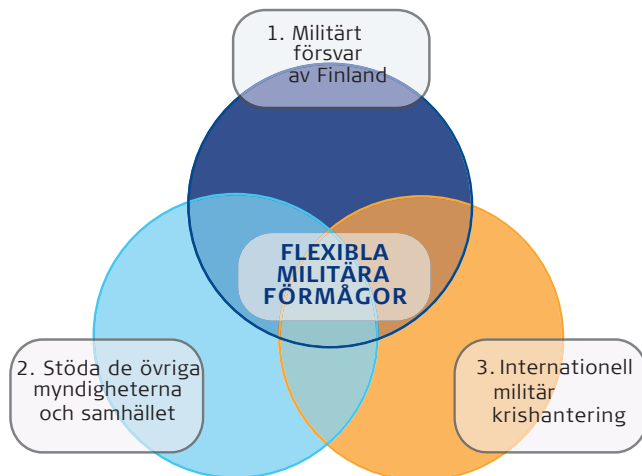 1. Militärt
försvar
av Finland
FLEXIBLA
MILITÄRA
FÖRMÅGOR
2. Stöda de övriga
myndigheterna
och samhället
3. Internationell
militär
krishantering